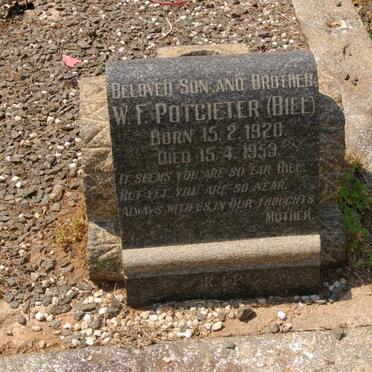 BELOVED SON AND BROTHER
W.F. POTGIETER (BILL)
BORN 15.2.1920.
DIED 15.4.1959.
IT SEEMS YOU ARE SO FAR BILL.
BUT YET YOU ARE SO NEAR.
ALWAYS WITH US, IN OUR THOUGHTS
MOTHER.
R.I.P.